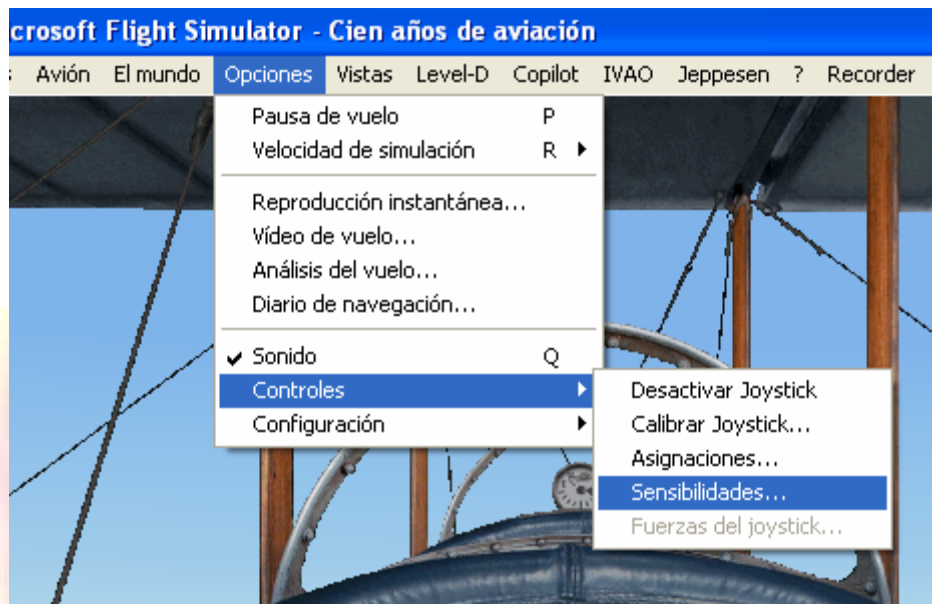 crosoft Flight Simulator - Cien años de aviación
s Avión El mundo Opciones Vistas Level-D Copilot IVAO Jeppesen ? Recorder
Pausa de vuelo P
Velocidad de simulación R
Reproducción instantánea...
Vídeo de vuelo...
Análisis del vuelo...
Diario de navegación...
Sonido Q
Controles
Configuración
Desactivar Joystick
Calibrar Joystick...
Asignaciones...
Sensibilidades...
Fuerzas del joystick...